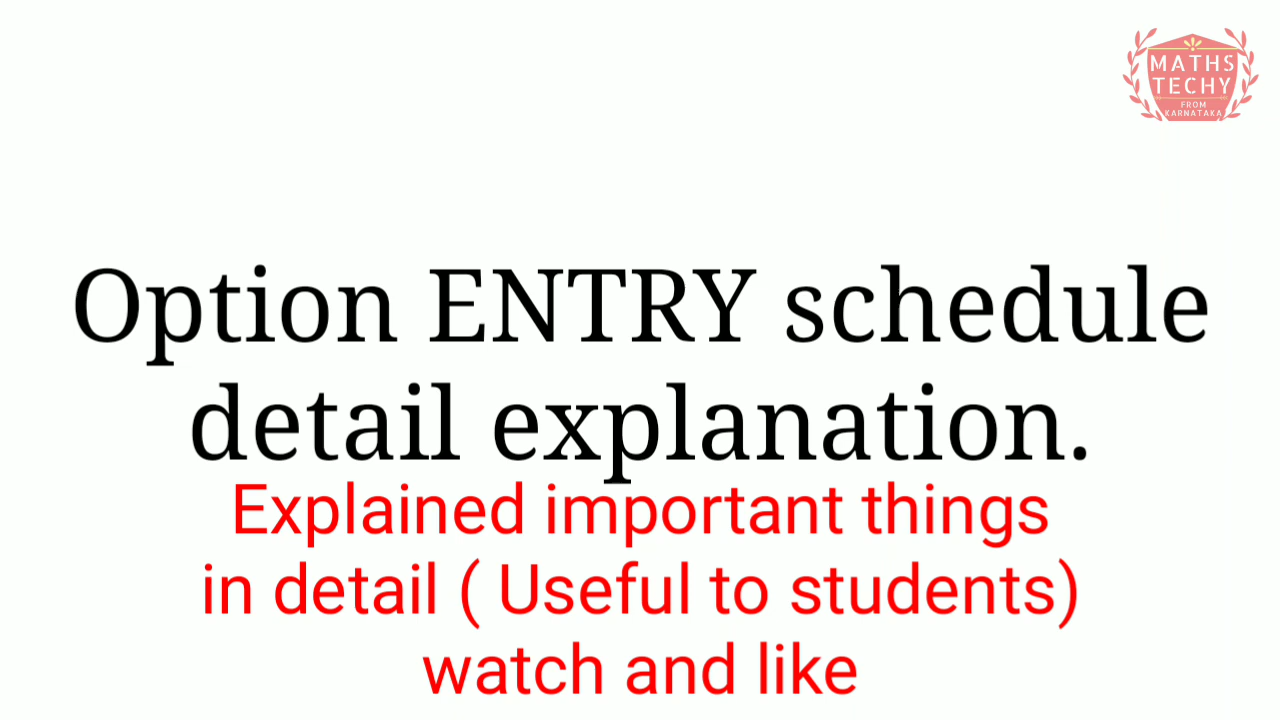 MATHS
TECHY
FROM
KARNATAKA
Option ENTRY schedule
detail explanation.
Explained important things
in detail ( Useful to students)
watch and like